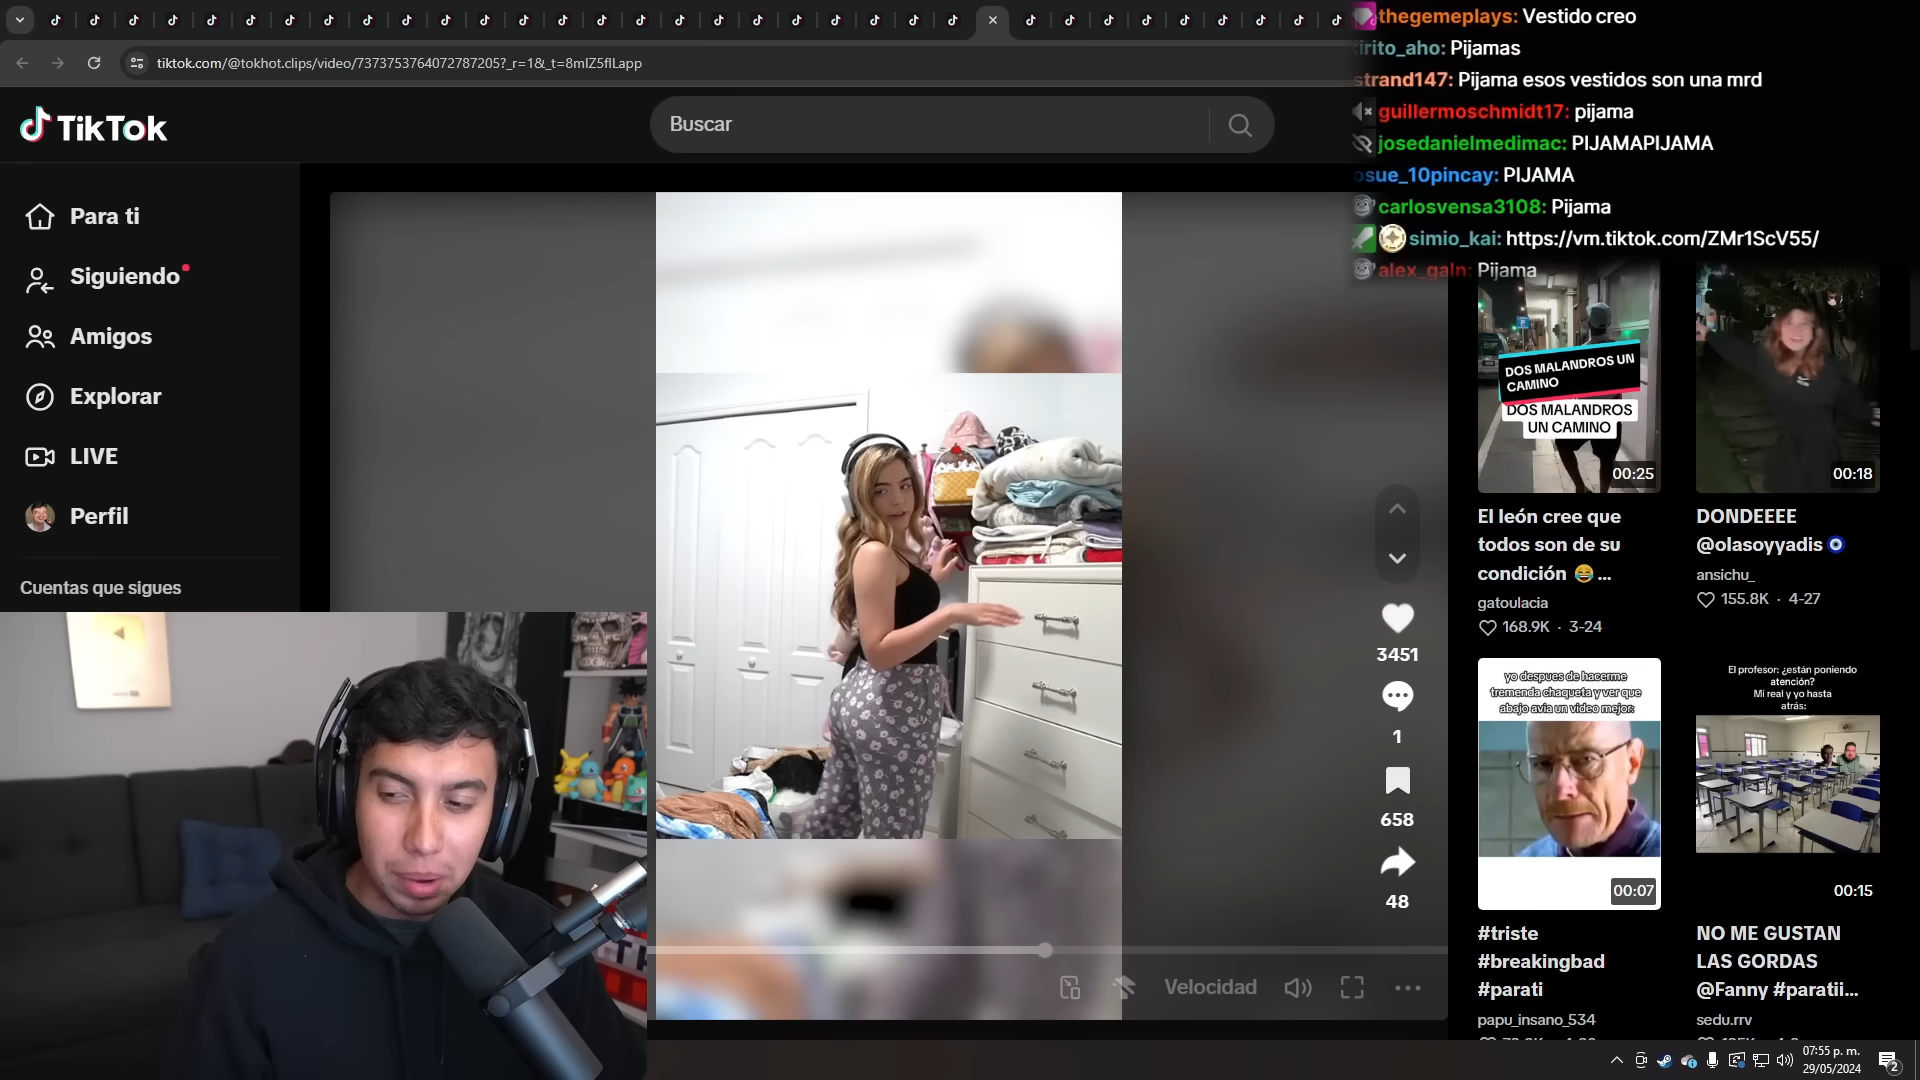 tiktok.com/@tokhot.clips/video/7373753764072787205?_r=1&_t=8mlZ5flLapp
TikTok
Buscar
Para ti
Siguiendo
Amigos
Explorar
LIVE
Perfil
Cuentas que sigues
3451
1
658
48
Velocidad
thegemeplays: Vestido creo
kirito_aho: Pijamas
strand147: Pijama esos vestidos son una mrd
guillermoschmidt17: pijama
josedanielmedimac: PIJAMAPIJAMA
osue_10pincay: PIJAMA
carlosvensa3108: Pijama
simio_kai: https://vm.tiktok.com/ZMr1ScV55/
alex_galn: Pijama
DOS MALANDROS UN
CAMINO
DOS MALANDROS
UN CAMINO
00:25
El león cree que
todos son de su
condición 😂 ...
gatoulacia
168.9K · 3-24
00:18
DONDEEEE
@olasoyyadis🧿
ansichu_
155.8K · 4-27
yo despues de hacerme
tremenda chaqueta y ver que
abajo avia un video mejor:
00:07
#triste
#breakingbad
#parati
papu_insano_534
El profesor: ¿están poniendo
atención?
Mi real y yo hasta
atrás:
00:15
NO ME GUSTAN
LAS GORDAS
@Fanny #paratii...
sedu.rrv
07:55 p. m.
29/05/2024
2